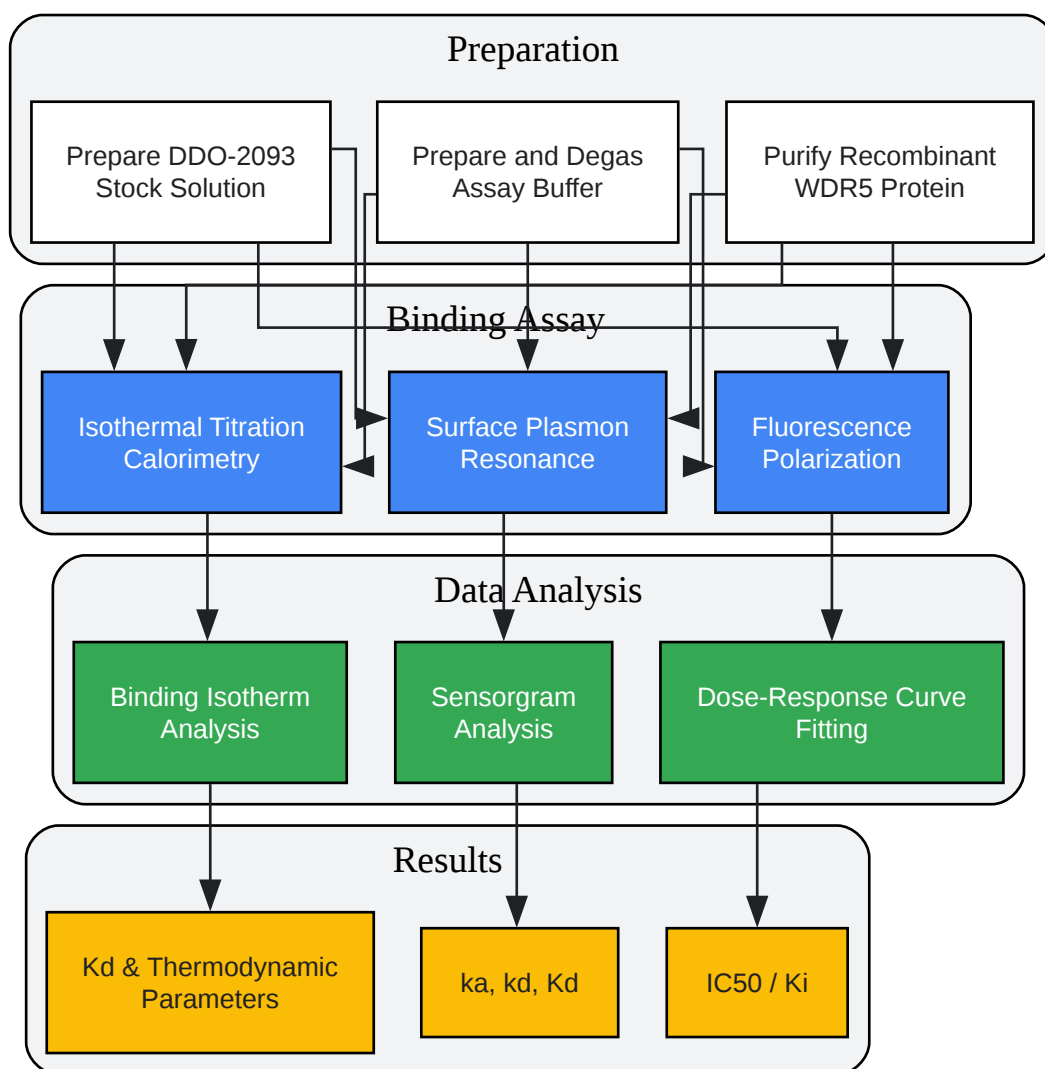 Preparation
Prepare DDO-2093
Stock Solution
Prepare and Degas
Assay Buffer
Purify Recombinant
WDR5 Protein
Binding Assay
Isothermal Titration
Calorimetry
Surface Plasmon
Resonance
Fluorescence
Polarization
Data Analysis
Binding Isotherm
Analysis
Sensorgram
Analysis
Dose-Response Curve
Fitting
Results
Kd & Thermodynamic
Parameters
ka, kd, Kd
IC50 / Ki